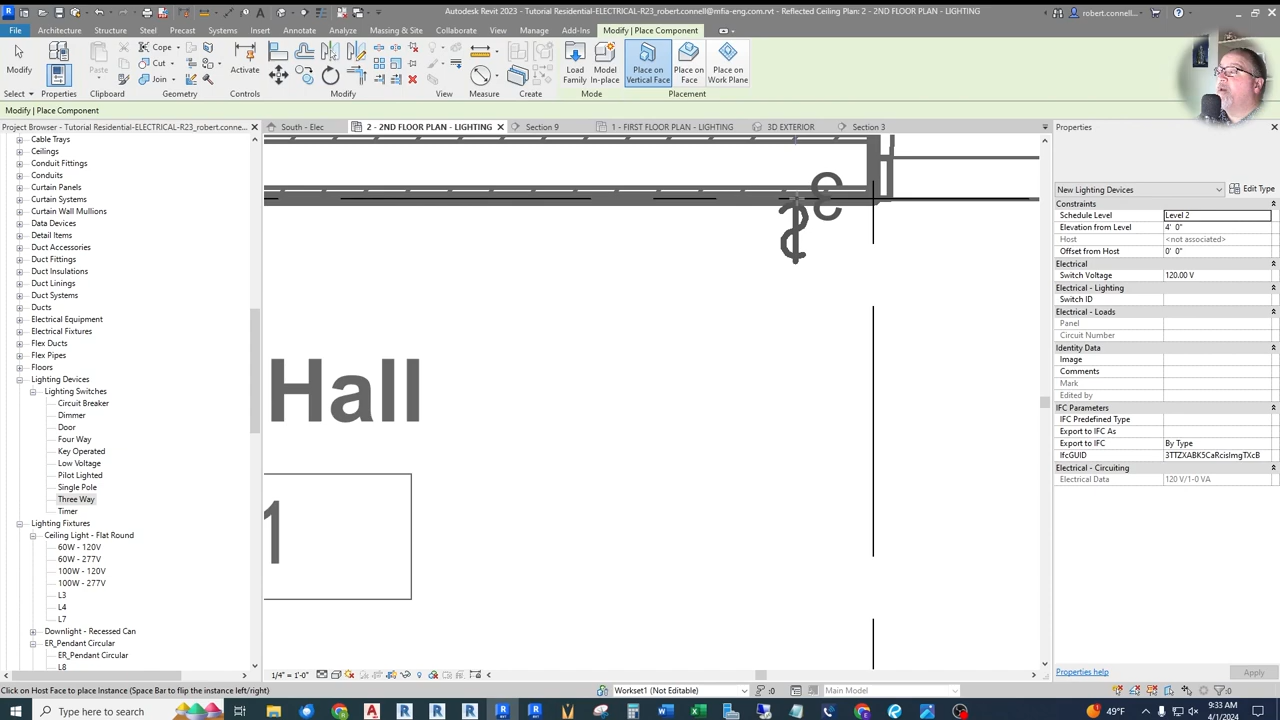 Autodesk Revit 2023 - Tutorial Residential-ELECTRICAL-R23_robert.connell@mfia-eng.com.rvt - Reflected Ceiling Plan: 2 - 2ND FLOOR PLAN - LIGHTING
robert.connell...
File Architecture Structure Steel Precast Systems Insert Annotate Analyze Massing & Site Collaborate View Manage Add-Ins Modify | Place Component
Modify Paste Cope Cut Join Activate Load Family Model In-place Place on Vertical Face Place on Face Place on Work Plane
Select Properties Clipboard Geometry Controls Modify View Measure Create Mode Placement
Modify | Place Component
Project Browser - Tutorial Residential-ELECTRICAL-R23_robert.conne...
South - Elec 2 - 2ND FLOOR PLAN - LIGHTING Section 9 1 - FIRST FLOOR PLAN - LIGHTING 3D EXTERIOR Section 3
Cable Trays
Ceilings
Conduit Fittings
Conduits
Curtain Panels
Curtain Systems
Curtain Wall Mullions
Data Devices
Detail Items
Duct Accessories
Duct Fittings
Duct Insulations
Duct Linings
Duct Systems
Ducts
Electrical Equipment
Electrical Fixtures
Flex Ducts
Flex Pipes
Floors
Lighting Devices
Lighting Switches
Circuit Breaker
Dimmer
Door
Four Way
Key Operated
Low Voltage
Pilot Lighted
Single Pole
Three Way
Timer
Lighting Fixtures
Ceiling Light - Flat Round
60W - 120V
60W - 277V
100W - 120V
100W - 277V
L3
L4
L7
Downlight - Recessed Can
ER_Pendant Circular
ER_Pendant Circular
L8
3
$
Hall
1
Properties
New Lighting Devices Edit Type
Constraints
Schedule Level Level 2
Elevation from Level 4' 0"
Host <not associated>
Offset from Host 0' 0"
Electrical
Switch Voltage 120.00 V
Electrical - Lighting
Switch ID
Electrical - Loads
Panel
Circuit Number
Identity Data
Image
Comments
Mark
Edited by
IFC Parameters
IFC Predefined Type
Export to IFC As
Export to IFC By Type
IfcGUID 3TTZXABK5CaRcisImgTXcB
Electrical - Circuiting
Electrical Data 120 V/1-0 VA
Properties help Apply
1/4" = 1'-0"
Click on Host Face to place Instance (Space Bar to flip the instance left/right)
Workset1 (Not Editable) :0 Main Model :0
Type here to search
49°F
9:33 AM
4/1/2024